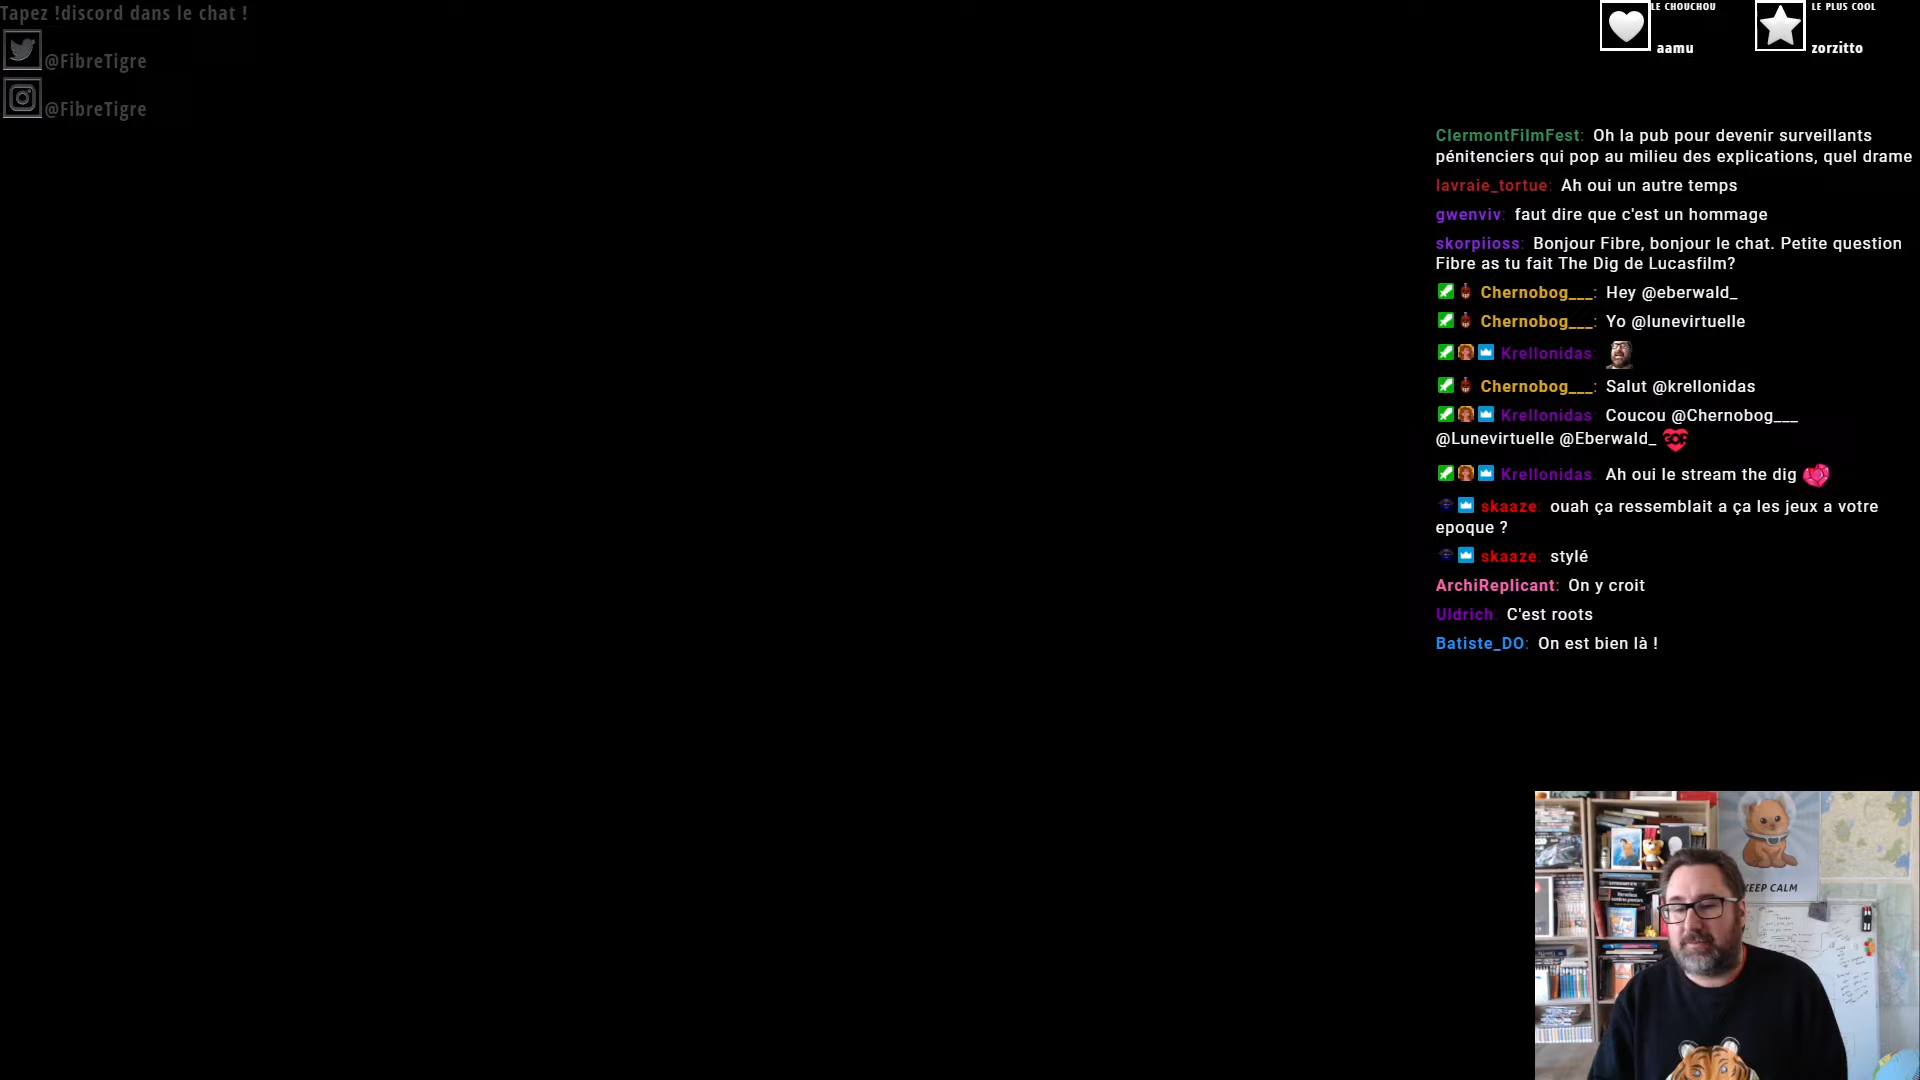 Tapez !discord dans le chat !
@FibreTigre
@FibreTigre
LE CHOUCHOU
aamu
LE PLUS COOL
zorzitto
ClermontFilmFest: Oh la pub pour devenir surveillants
pénitenciers qui pop au milieu des explications, quel drame
lavraie_tortue: Ah oui un autre temps
gwenviv: faut dire que c'est un hommage
skorpiioss: Bonjour Fibre, bonjour le chat. Petite question
Fibre as tu fait The Dig de Lucasfilm?
Chernobog___: Hey @eberwald_
Chernobog___: Yo @lunevirtuelle
Krellonidas:
Chernobog___: Salut @krellonidas
Krellonidas: Coucou @Chernobog___
@Lunevirtuelle @Eberwald_
Krellonidas: Ah oui le stream the dig
skaaze: ouah ça ressemblait a ça les jeux a votre
epoque ?
skaaze: stylé
ArchiReplicant: On y croit
Uldrich: C'est roots
Batiste_DO: On est bien là !
KEEP CALM